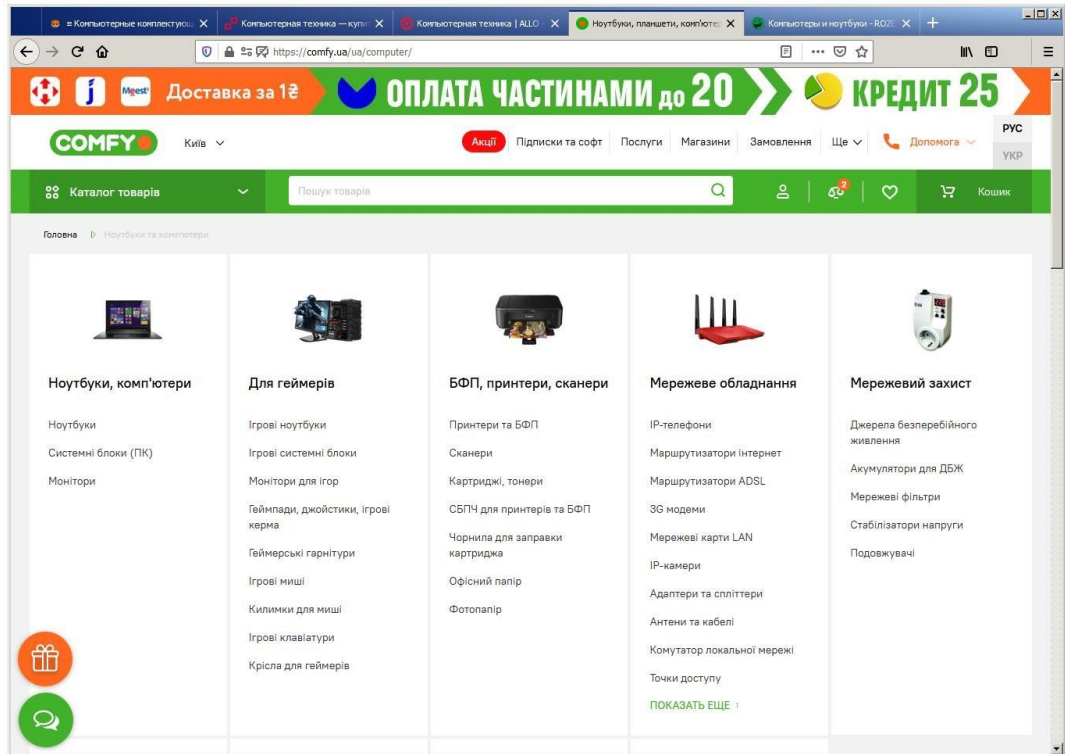 ≡ Компьютерные комплектующ
Компьютерная техника — купит
Компьютерная техника | ALLO -
Ноутбуки, планшети, комп'ютер
Компьютеры и ноутбуки - ROZE
https://comfy.ua/ua/computer/
Meest
Доставка за 1₴
ОПЛАТА ЧАСТИНАМИ до 20
КРЕДИТ 25
COMFY
Київ
Акції
Підписки та софт
Послуги
Магазини
Замовлення
Ще
Допомога
РУС
УКР
Каталог товарів
Пошук товарів
2
Кошик
Головна
Ноутбуки та комп'ютери
Ноутбуки, комп'ютери
Ноутбуки
Системні блоки (ПК)
Монітори
Для геймерів
Ігрові ноутбуки
Ігрові системні блоки
Монітори для ігор
Геймпади, джойстики, ігрові
керма
Геймерські гарнітури
Ігрові миші
Килимки для миші
Ігрові клавіатури
Крісла для геймерів
БФП, принтери, сканери
Принтери та БФП
Сканери
Картриджі, тонери
СБПЧ для принтерів та БФП
Чорнила для заправки
картриджа
Офісний папір
Фотопапір
Мережеве обладнання
IP-телефони
Маршрутизатори інтернет
Маршрутизатори ADSL
3G модеми
Мережеві карти LAN
IP-камери
Адаптери та спліттери
Антени та кабелі
Комутатор локальної мережі
Точки доступу
ПОКАЗАТЬ ЕЩЕ
Мережевий захист
Джерела безперебійного
живлення
Акумулятори для ДБЖ
Мережеві фільтри
Стабілізатори напруги
Подовжувачі